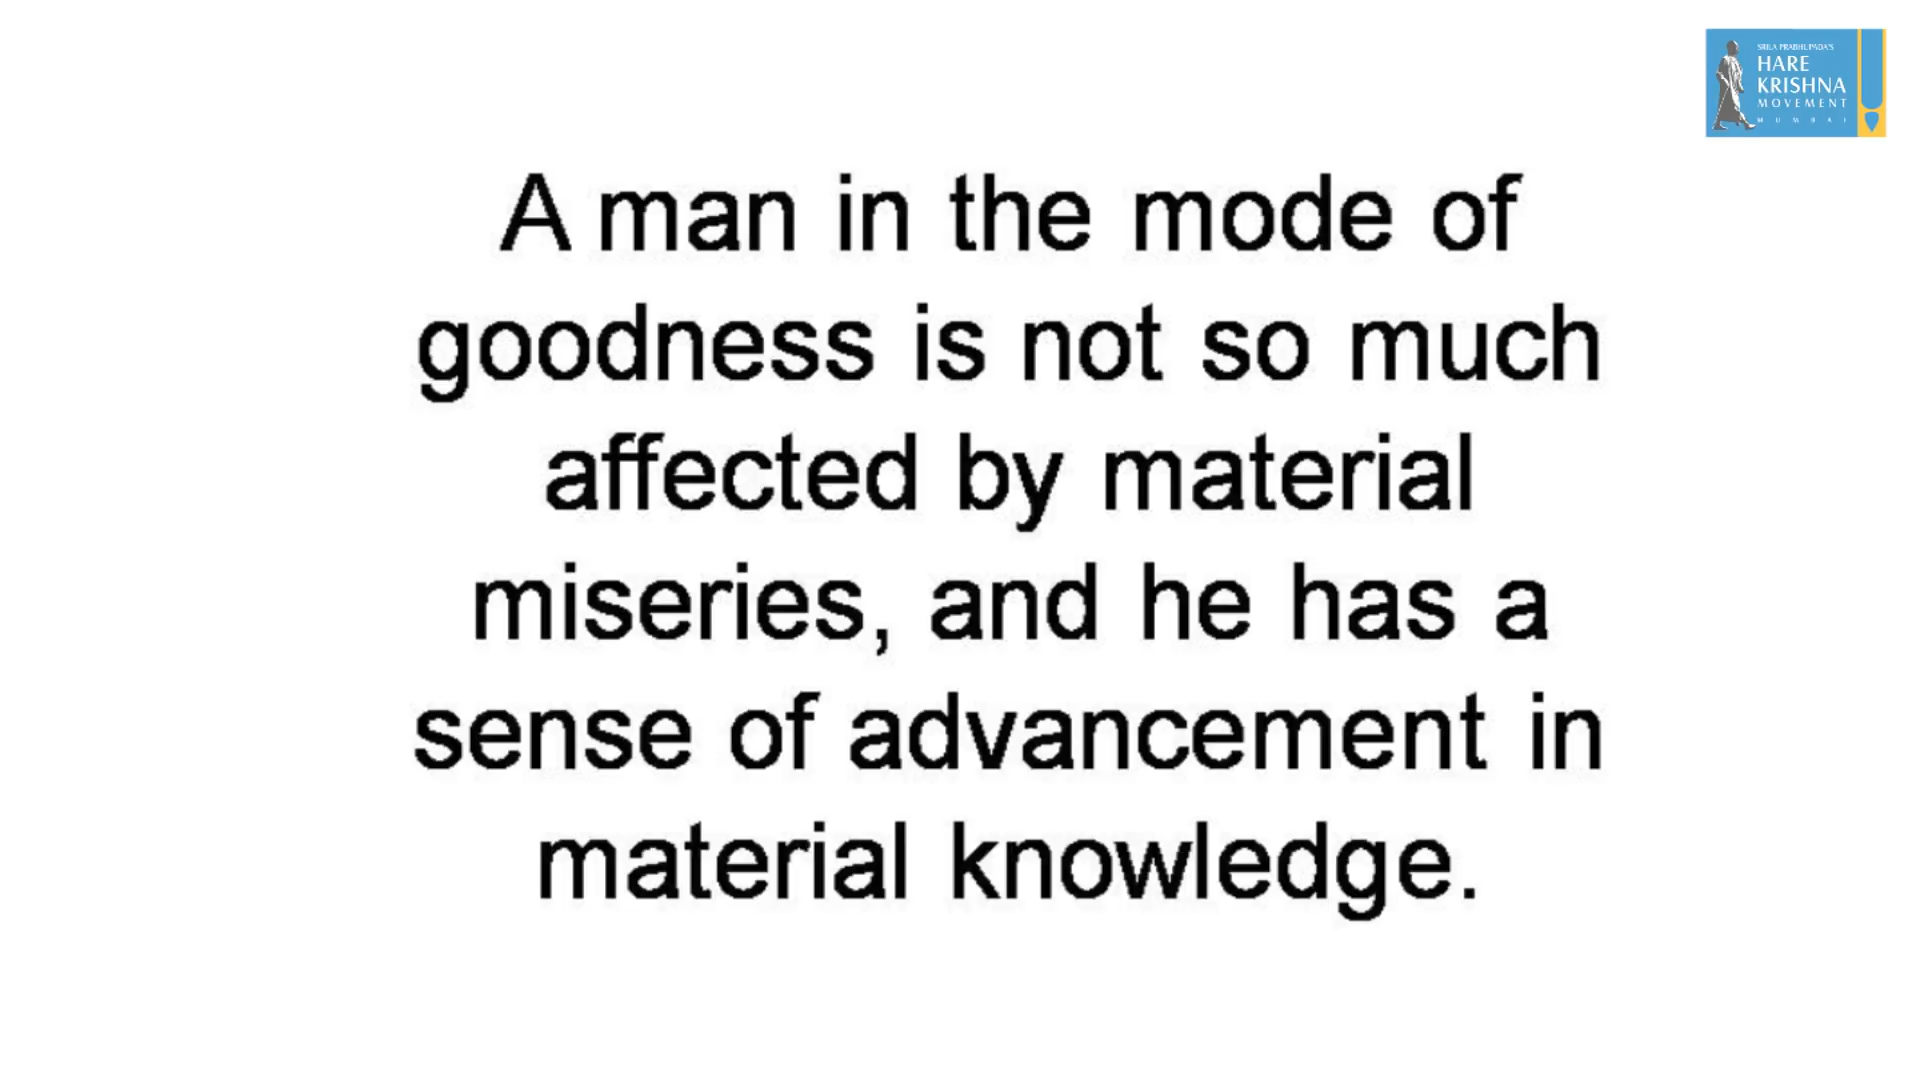 SRILA PRABHUPADA'S
HARE
KRISHNA
MOVEMENT
MUMBAI
A man in the mode of
goodness is not so much
affected by material
miseries, and he has a
sense of advancement in
material knowledge.